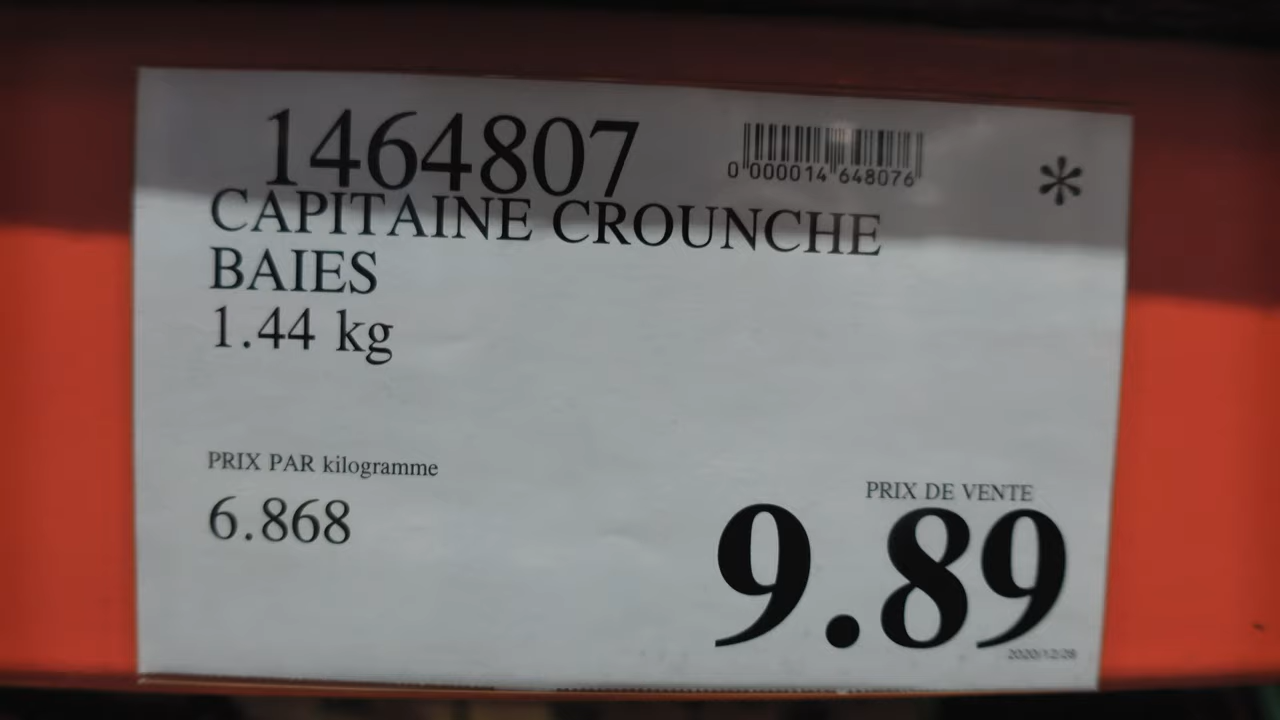 1464807
0 000014 648076
*
CAPITAINE CROUNCHE
BAIES
1.44 kg
PRIX PAR kilogramme
6.868
PRIX DE VENTE
9.89
2020/12/28